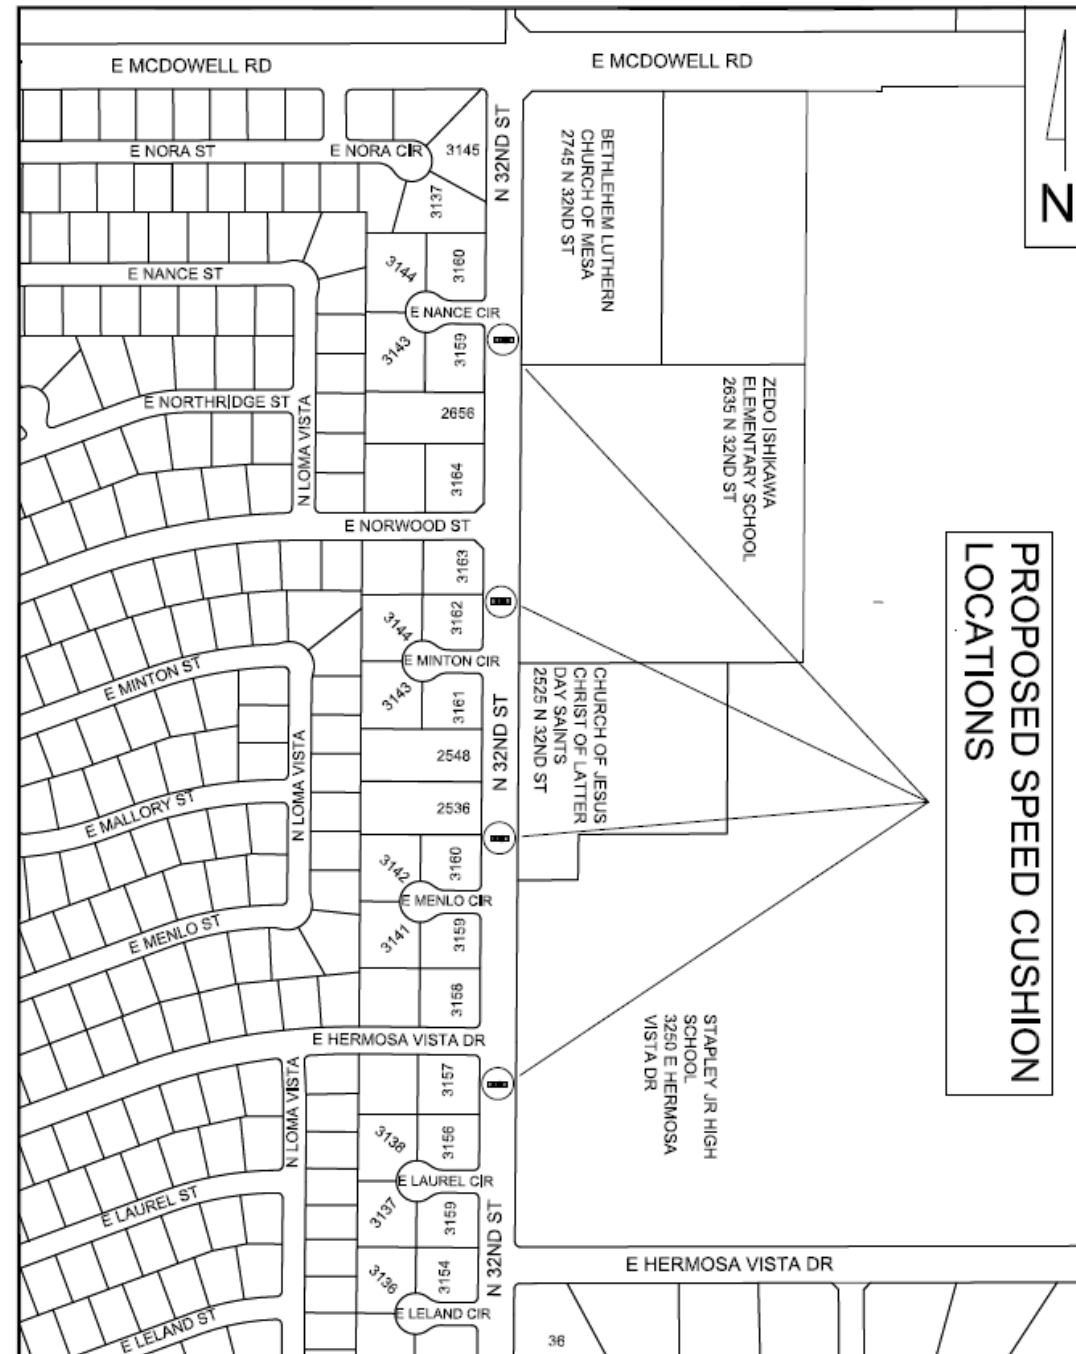 E MCDOWELL RD
E MCDOWELL RD
N
E NORA ST
E NORA CIR
3145
N 32ND ST
3137
BETHLEHEM LUTHERN
CHURCH OF MESA
2745 N 32ND ST
E NANCE ST
3144
3160
E NANCE CIR
3143
3159
E NORTHRIDGE ST
N LOMA VISTA
2656
3164
ZEDO ISHIKAWA
ELEMENTARY SCHOOL
2635 N 32ND ST
E NORWOOD ST
PROPOSED SPEED CUSHION
LOCATIONS
3163
3144
3162
E MINTON CIR
E MINTON ST
3143
3161
N 32ND ST
CHURCH OF JESUS
CHRIST OF LATTER
DAY SAINTS
2525 N 32ND ST
2548
N LOMA VISTA
E MALLORY ST
2536
3142
3160
E MENLO CIR
E MENLO ST
3141
3159
3158
E HERMOSA VISTA DR
STAPLEY JR HIGH
SCHOOL
3250 E HERMOSA
VISTA DR
N LOMA VISTA
3157
3138
3156
E LAUREL CIR
E LAUREL ST
3137
3159
N 32ND ST
E HERMOSA VISTA DR
3136
3154
E LELAND CIR
E LELAND ST
36